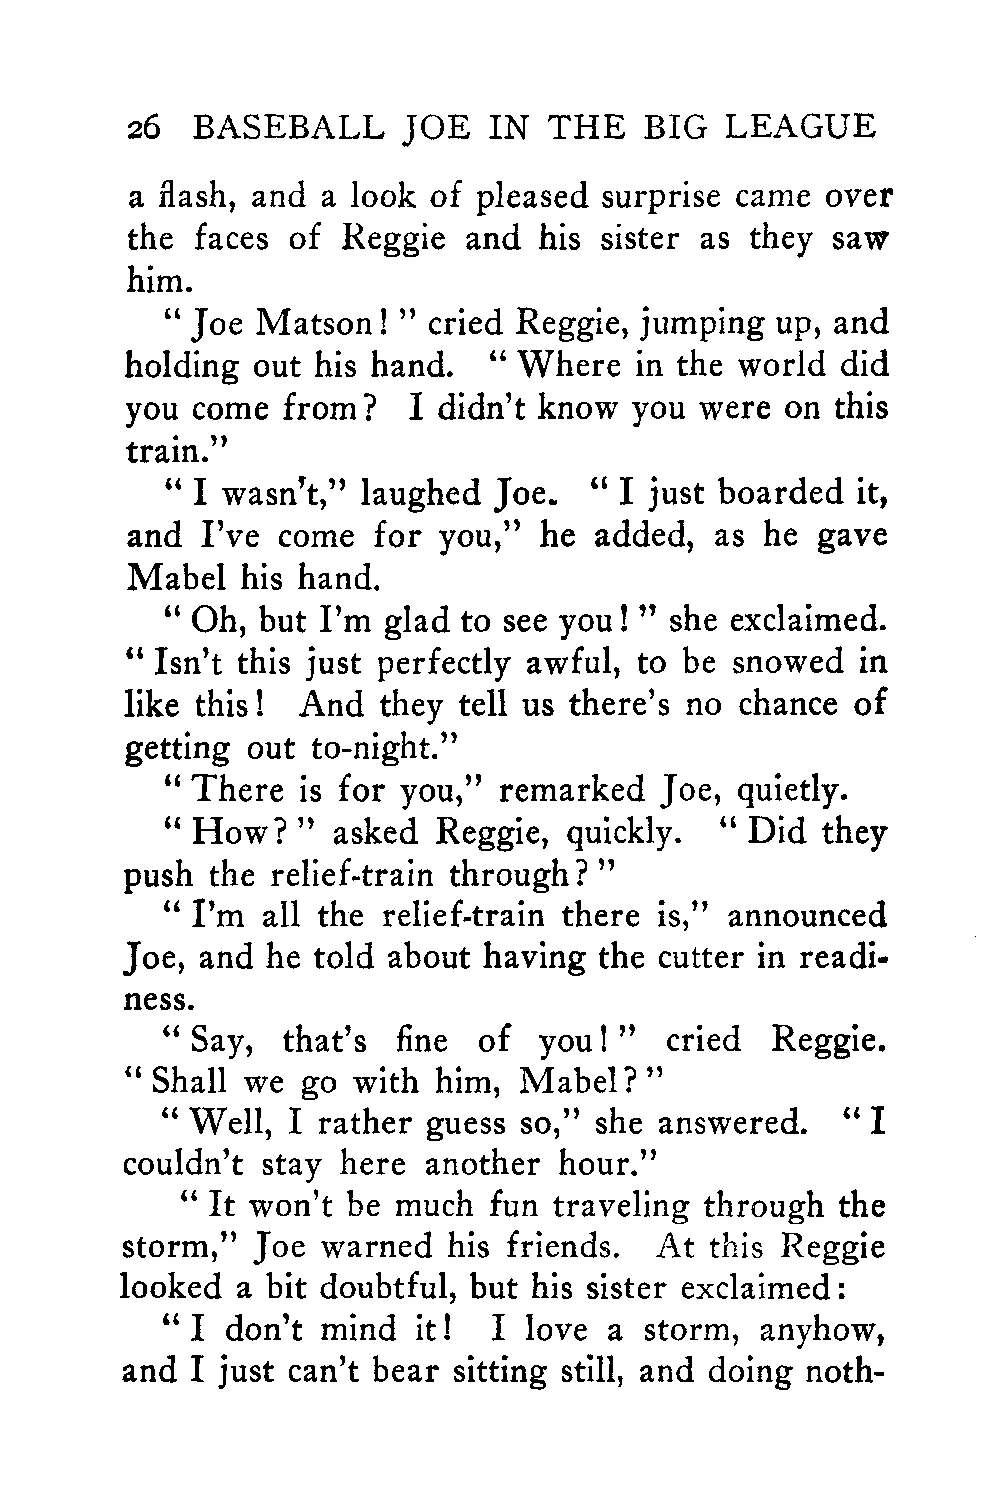 26 BASEBALL JOE IN THE BIG LEAGUE
a flash, and a look of pleased surprise came over
the faces of Reggie and his sister as they saw
him.
“ Joe Matson! ” cried Reggie, jumping up, and
holding out his hand. “ Where in the world did
you come from? I didn’t know you were on this
train.”
“ I wasn’t,” laughed Joe. “ I just boarded it,
and I’ve come for you,” he added, as he gave
Mabel his hand.
“ Oh, but I’m glad to see you! ” she exclaimed.
“ Isn’t this just perfectly awful, to be snowed in
like this! And they tell us there’s no chance of
getting out to-night.”
“ There is for you,” remarked Joe, quietly.
“ How? ” asked Reggie, quickly. “ Did they
push the relief-train through? ”
“ I’m all the relief-train there is,” announced
Joe, and he told about having the cutter in readi-
ness.
“ Say, that’s fine of you! ” cried Reggie.
“ Shall we go with him, Mabel? ”
“ Well, I rather guess so,” she answered. “ I
couldn’t stay here another hour.”
“ It won’t be much fun traveling through the
storm,” Joe warned his friends. At this Reggie
looked a bit doubtful, but his sister exclaimed:
“ I don’t mind it! I love a storm, anyhow,
and I just can’t bear sitting still, and doing noth-